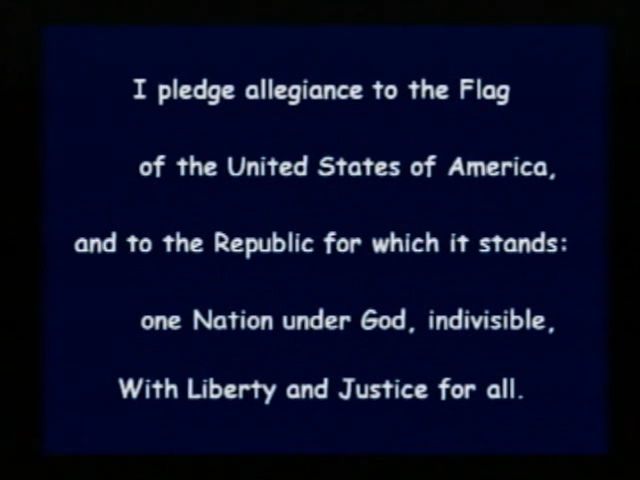 I pledge allegiance to the Flag
of the United States of America,
and to the Republic for which it stands:
one Nation under God, indivisible,
With Liberty and Justice for all.